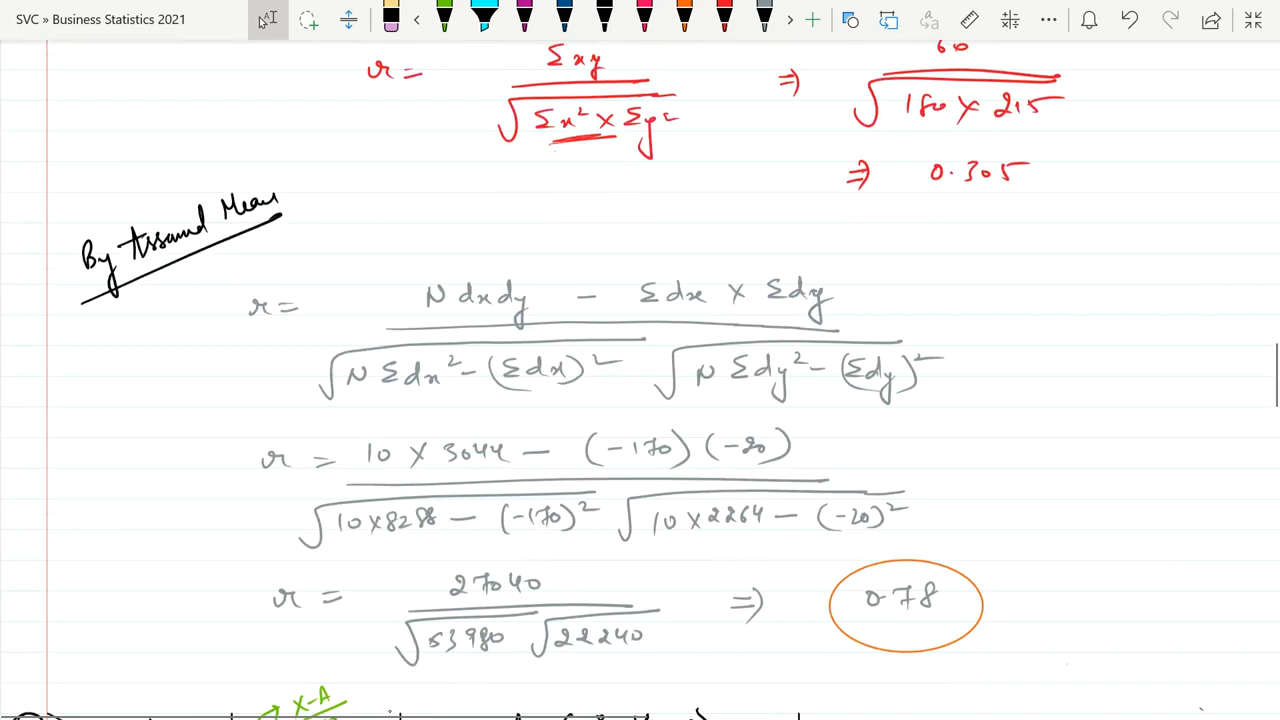 SVC » Business Statistics 2021
r = Σxy / √(Σx² × Σy²) ⇒ 60 / √(180 × 215)
⇒ 0.305
By Assumed Mean
r = N dxdy − Σdx × Σdy / √(N Σdx² − (Σdx)²) √(N Σdy² − (Σdy)²)
r = 10 × 3044 − (−170)(−20) / √(10×8288 − (−170)²) √(10×2264 − (−20)²)
r = 27040 / √53980 √22240 ⇒ 0.78
X-A